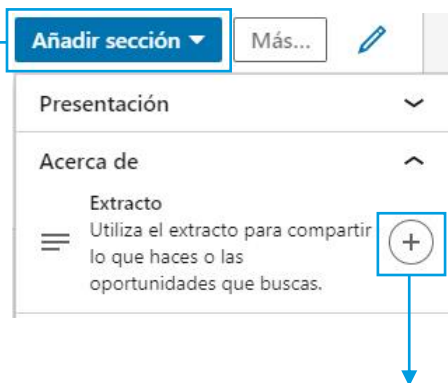 Añadir sección
Más...
Presentación
Acerca de
Extracto
Utiliza el extracto para compartir
lo que haces o las
oportunidades que buscas.